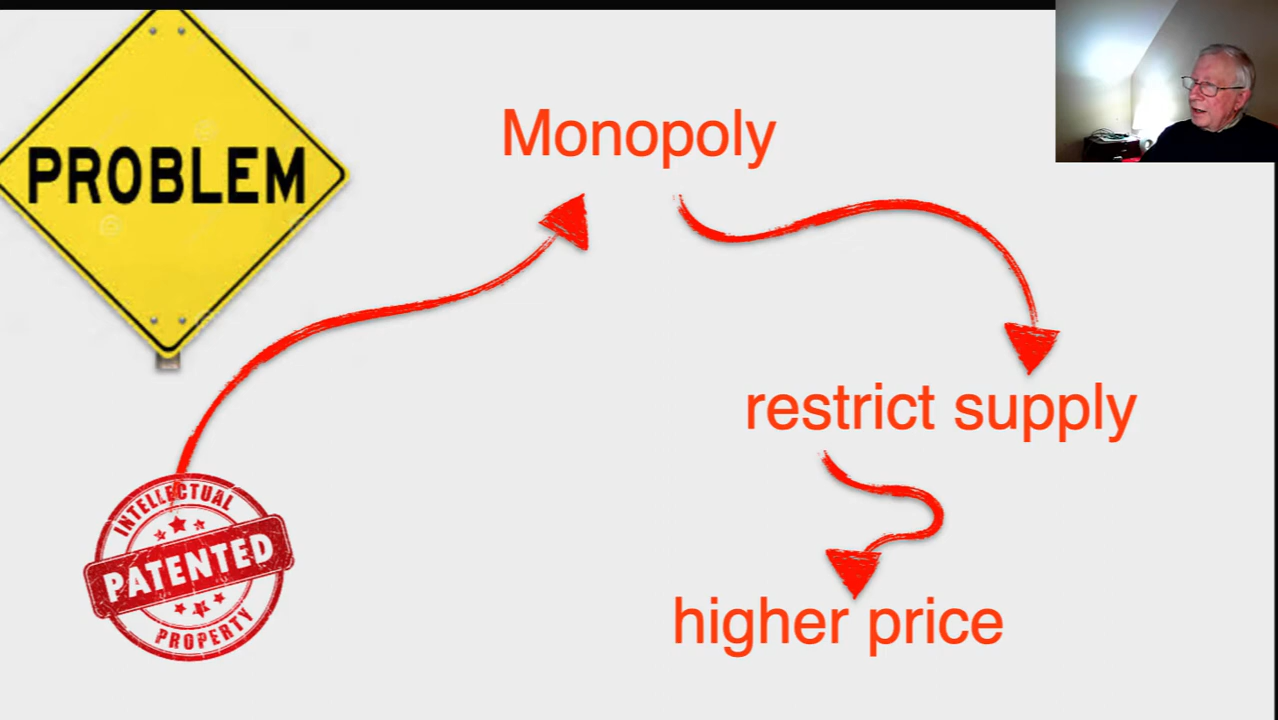 PROBLEM
Monopoly
restrict supply
higher price
INTELLECTUAL
PATENTED
PROPERTY